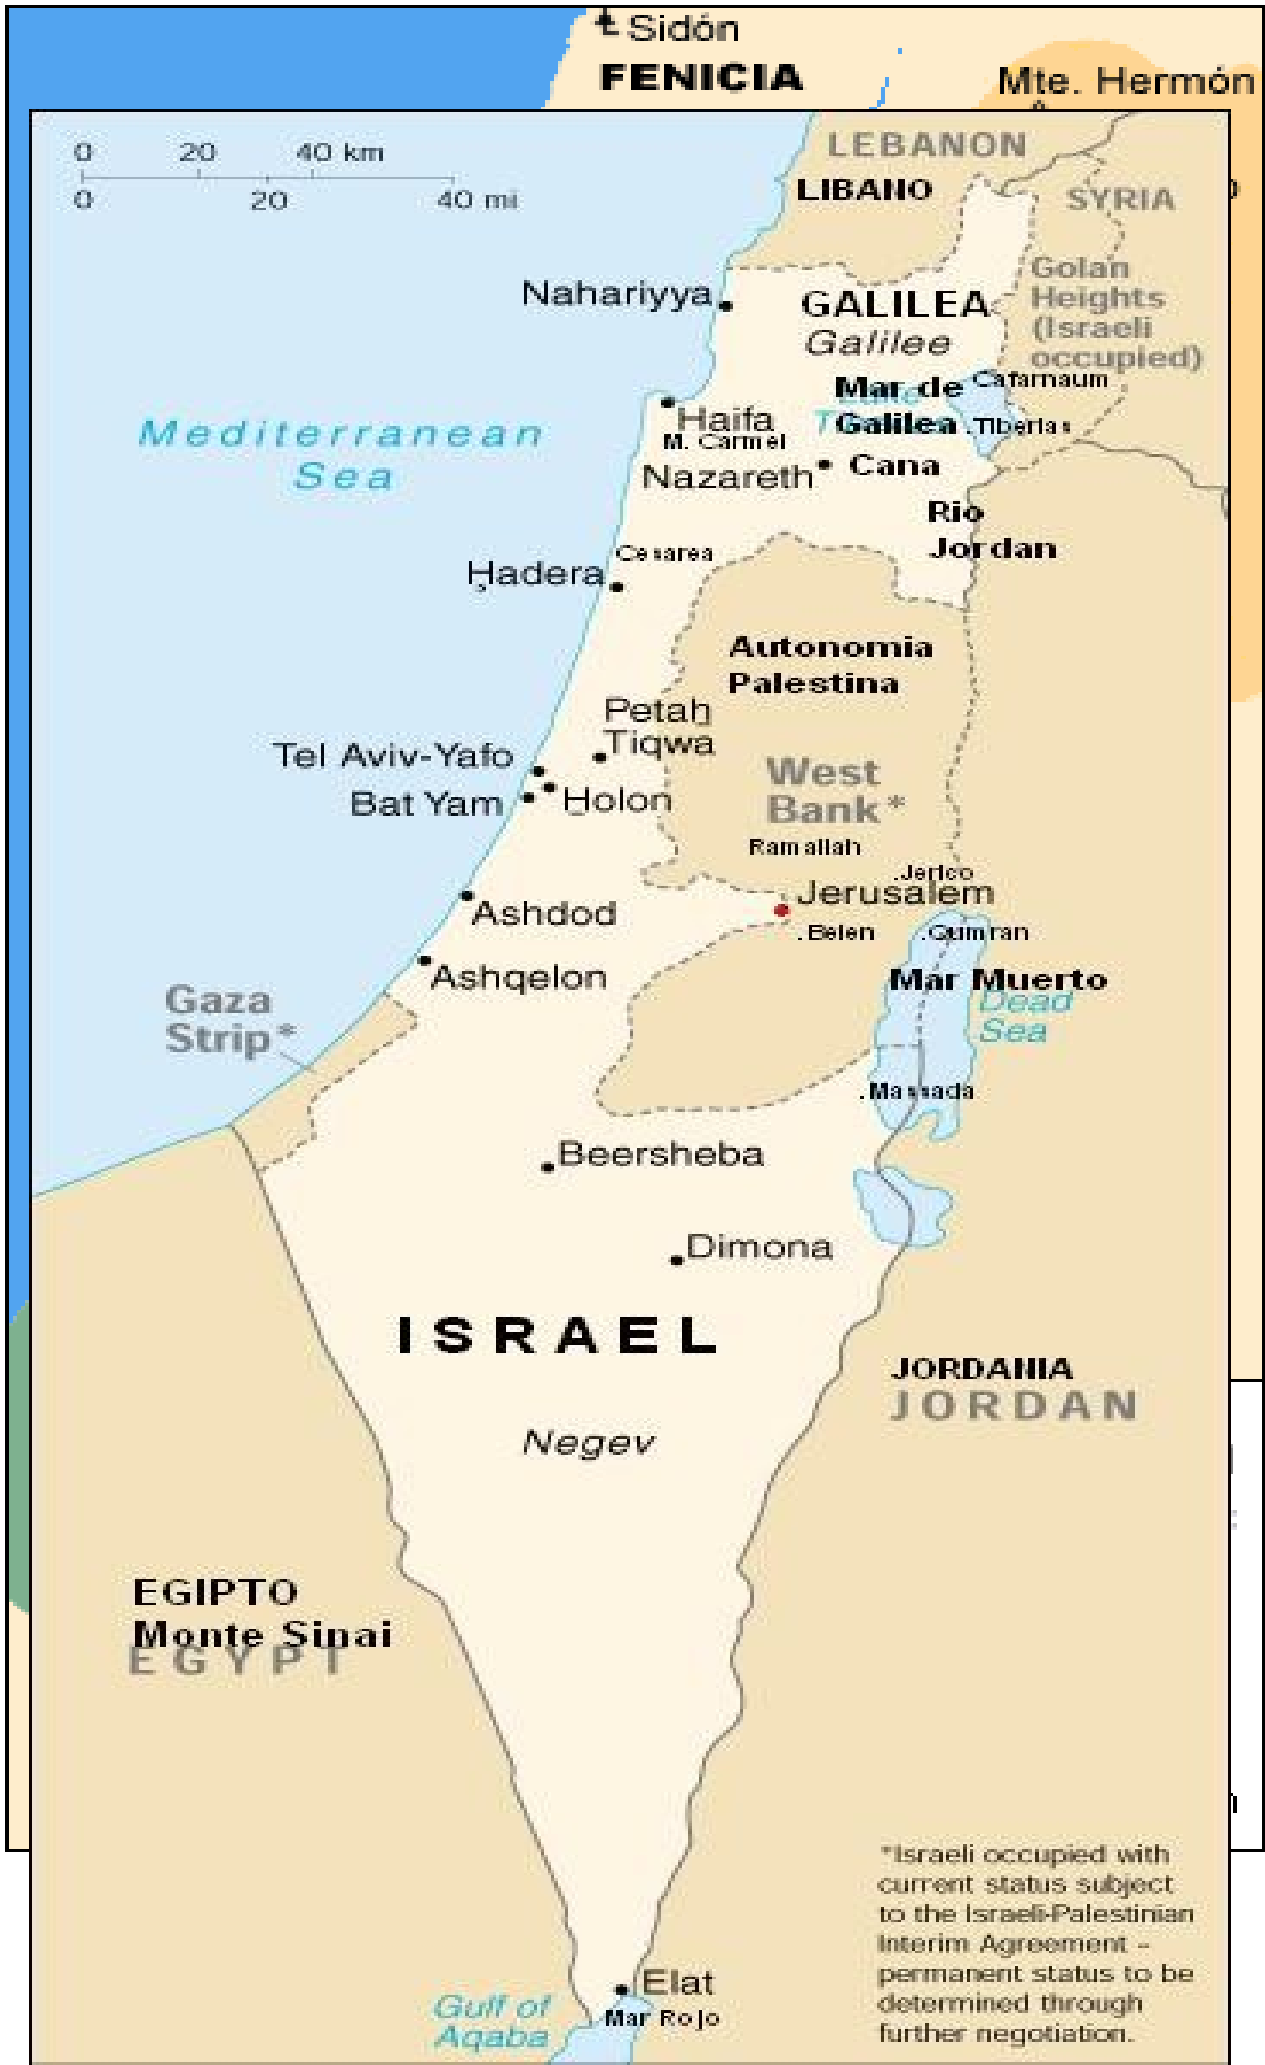 Sidón
FENICIA
Mte. Hermón
0 20 40 km
0 20 40 mi
LEBANON
LIBANO
SYRIA
Golan
Heights
(Israeli
occupied)
Nahariyya
GALILEA
Galilee
Mar de
Galilea
Cafarnaum
.Tiberias
Haifa
M. Carmel
Nazareth
Cana
Mediterranean
Sea
Rio
Jordan
Cesarea
Ḥadera
Autonomia
Palestina
Petaḥ
Tiqwa
Tel Aviv-Yafo
Bat Yam
Ḥolon
West
Bank*
Ramallah
.Jerico
Jerusalem
.Belen
.Qumran
Ashdod
Ashqelon
Mar Muerto
Dead
Sea
Gaza
Strip*
.Massada
Beersheba
Dimona
ISRAEL
JORDANIA
JORDAN
Negev
EGIPTO
Monte Sinai
EGYPT
*Israeli occupied with
current status subject
to the Israeli-Palestinian
Interim Agreement –
permanent status to be
determined through
further negotiation.
Elat
Mar Rojo
Gulf of
Aqaba